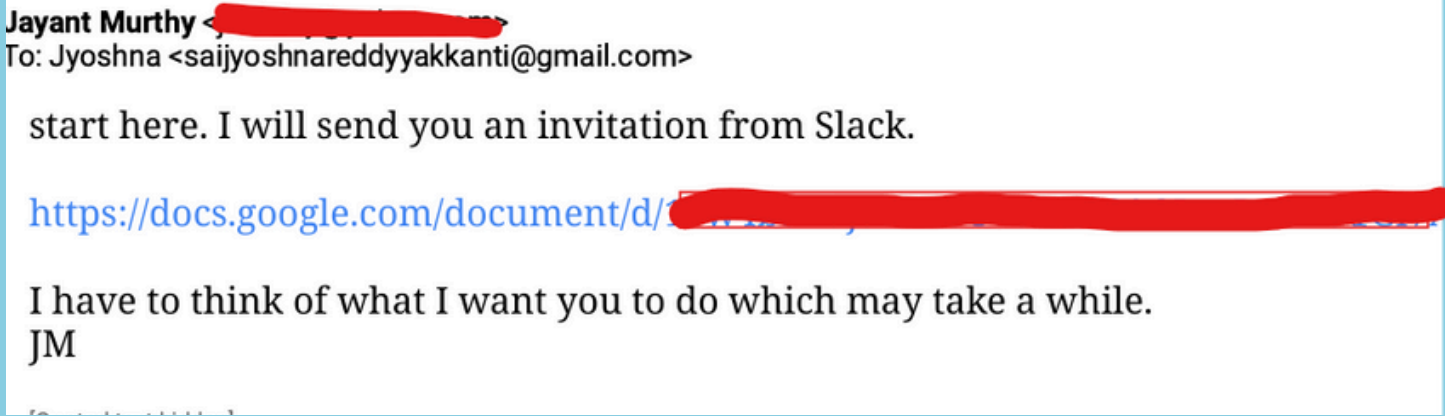 Jayant Murthy <
To: Jyoshna <saijyoshnareddyyakkanti@gmail.com>
start here. I will send you an invitation from Slack.
https://docs.google.com/document/d/
I have to think of what I want you to do which may take a while.
JM